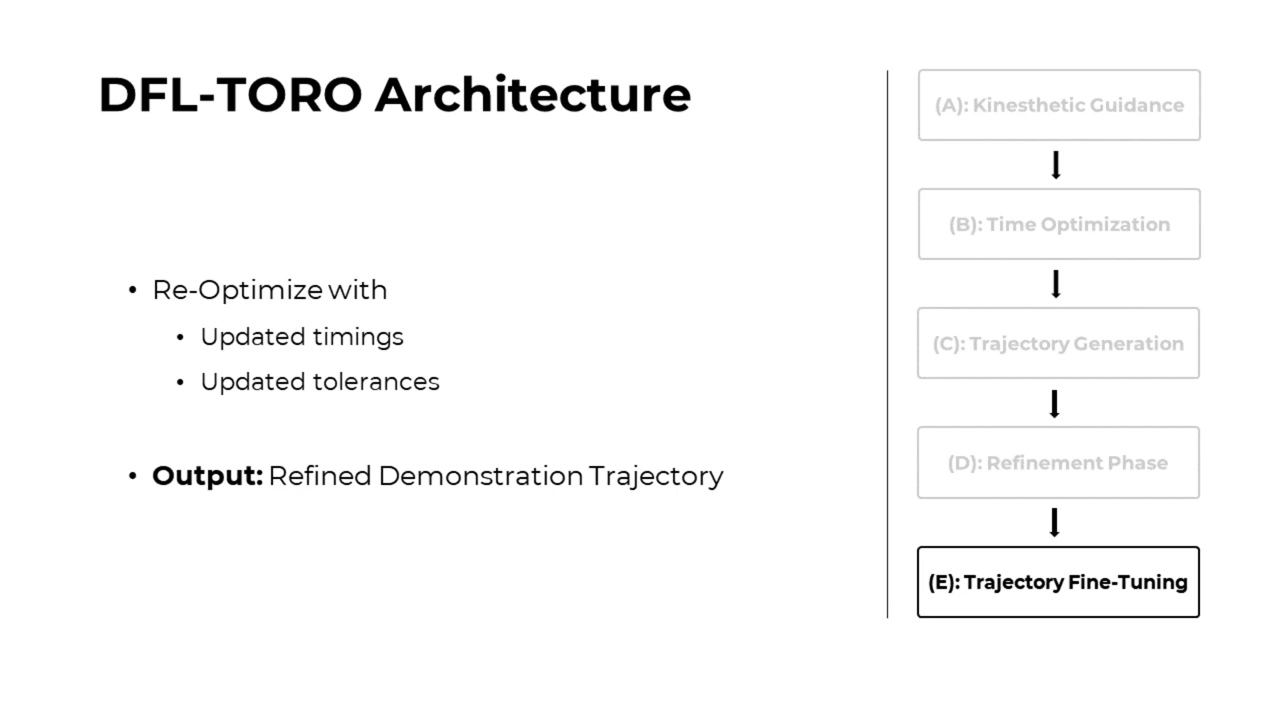 DFL-TORO Architecture
• Re-Optimize with
• Updated timings
• Updated tolerances
• Output: Refined Demonstration Trajectory
(A): Kinesthetic Guidance
(B): Time Optimization
(C): Trajectory Generation
(D): Refinement Phase
(E): Trajectory Fine-Tuning